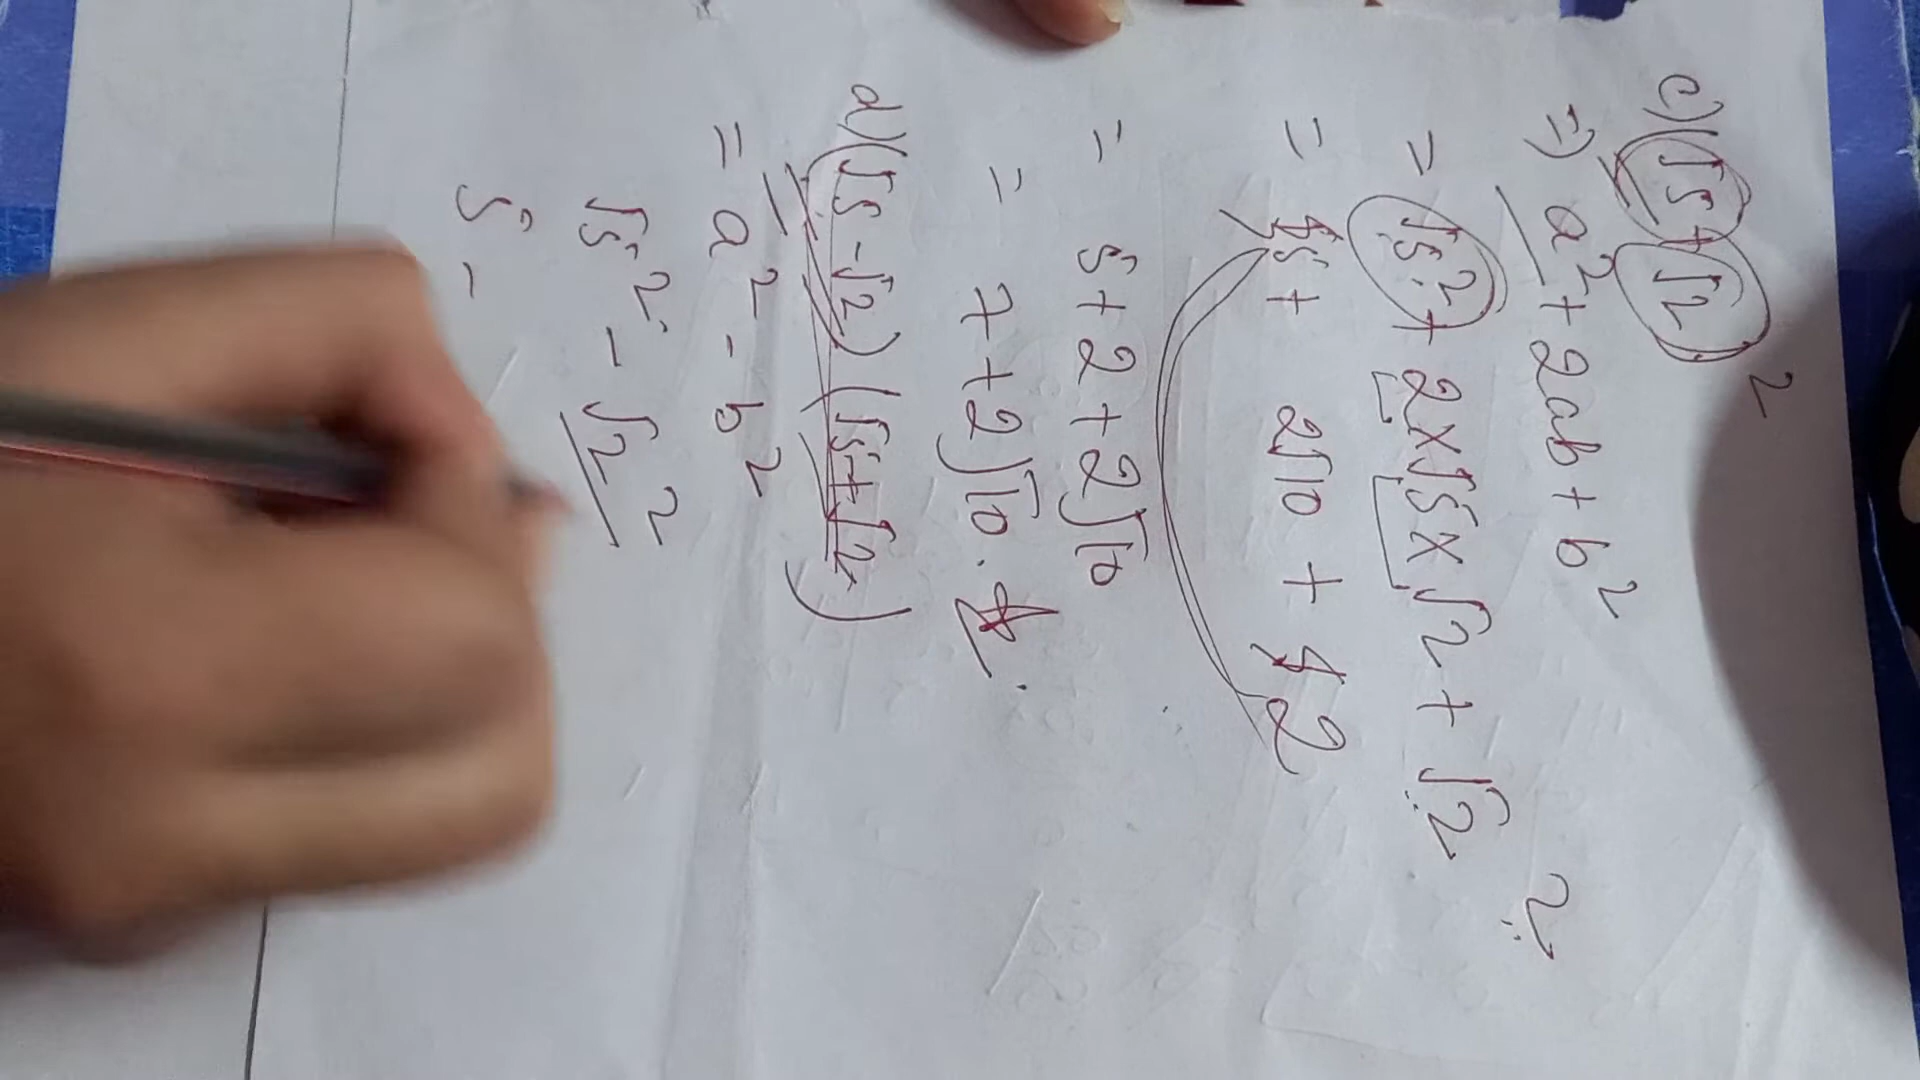 c) (√5 + √2)²
⇒ a² + 2ab + b²
= √5² + 2×√5×√2 + √2²
= 5 + 2√10 + 2
= 5 + 2 + 2√10
= 7 + 2√10.
d) (√5 - √2) (√5 + √2)
= a² - b²
√5² - √2²
5 -